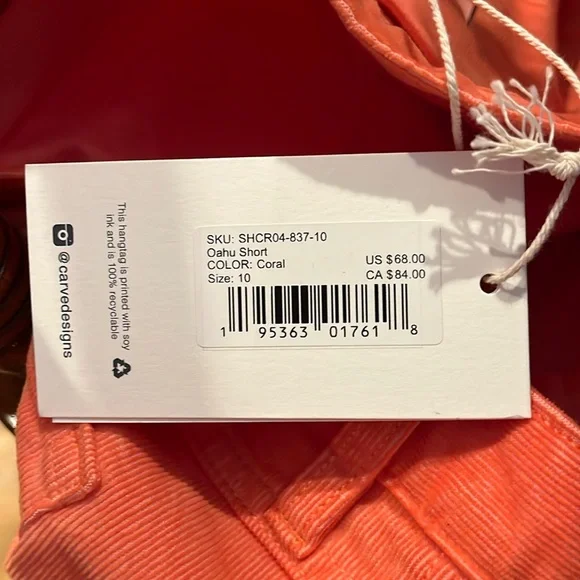 @carvedesigns
This hangtag is printed with soy
ink and is 100% recyclable
SKU: SHCR04-837-10
Oahu Short
COLOR: Coral
Size: 10
US $68.00
CA $84.00
1 95363 01761 8